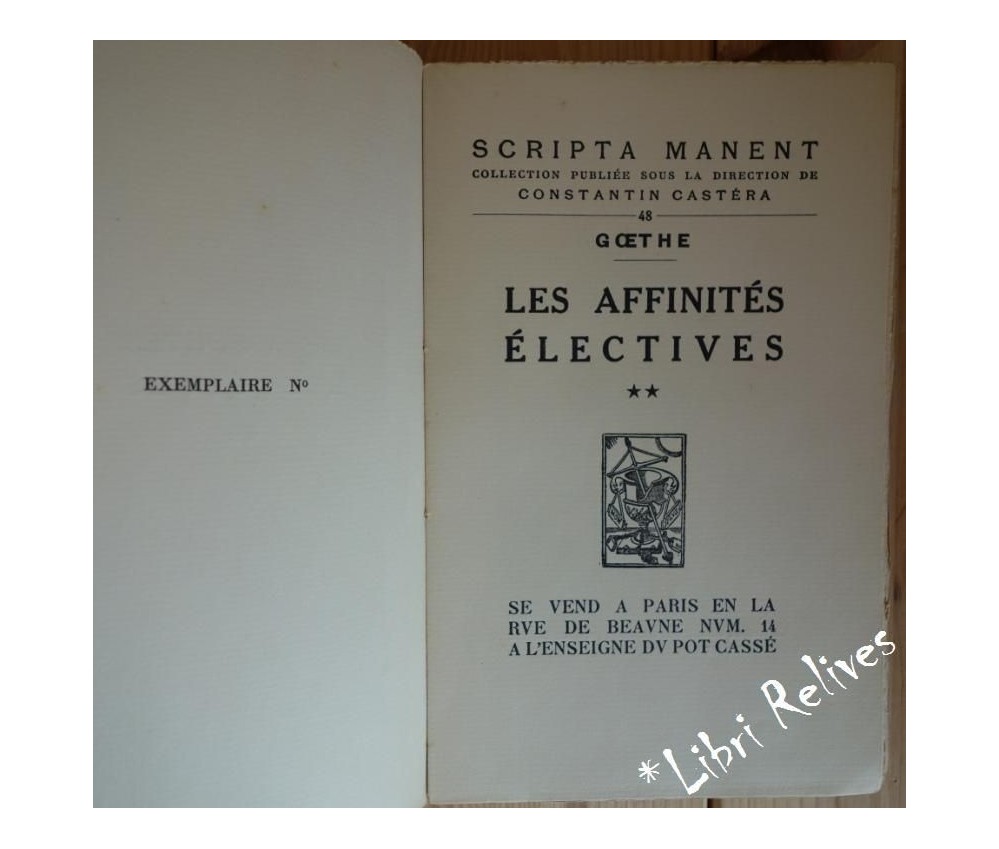 EXEMPLAIRE Nº
SCRIPTA MANENT
COLLECTION PUBLIÉE SOUS LA DIRECTION DE
CONSTANTIN CASTÉRA
48
GŒTHE
LES AFFINITÉS
ÉLECTIVES
★★
SE VEND A PARIS EN LA
RVE DE BEAVNE NVM. 14
A L'ENSEIGNE DV POT CASSÉ
*Libri Relives